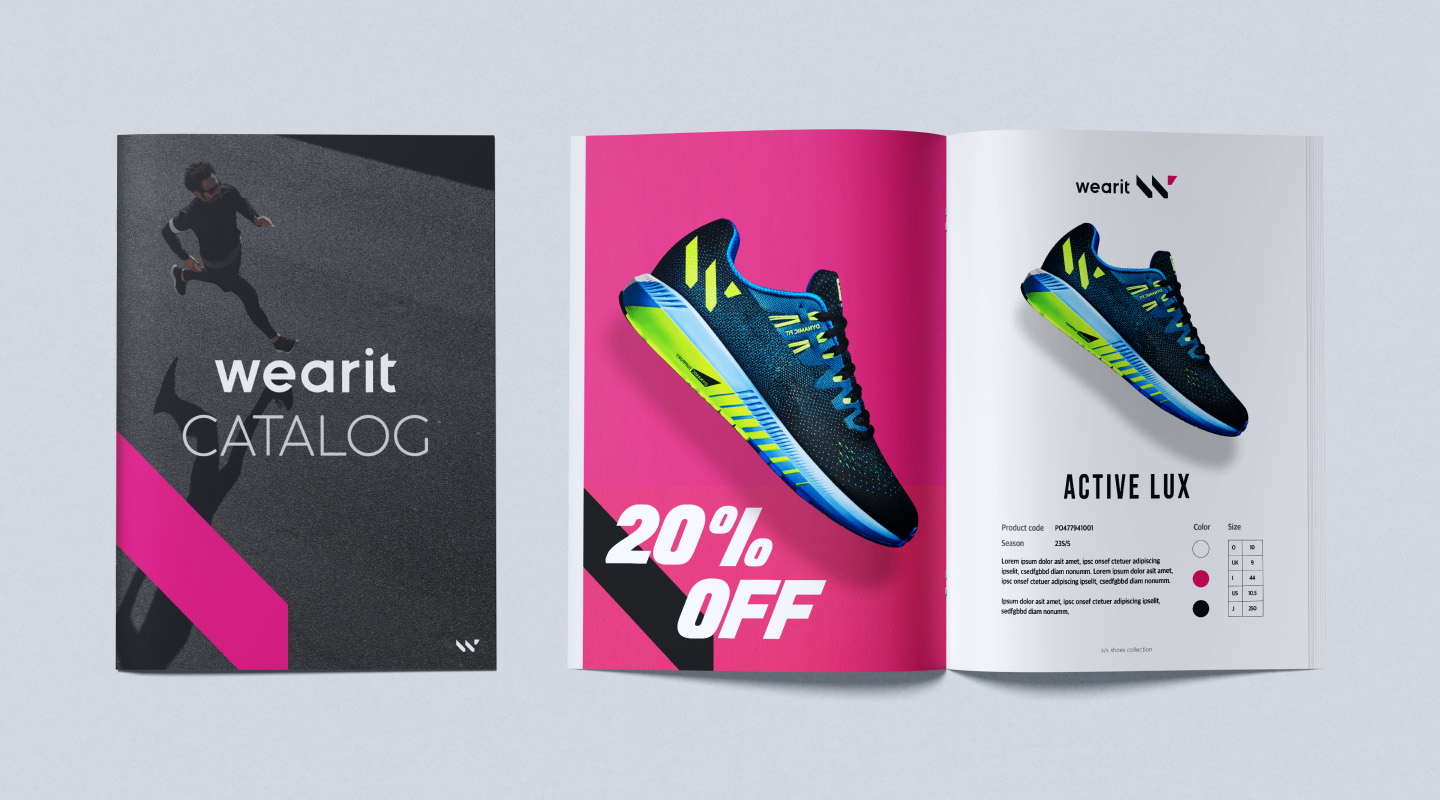 wearit
CATALOG
20%
OFF
wearit
ACTIVE LUX
Product code PO477941001
Season 23S/S
Lorem ipsum dolor asit amet, ipsc onsef ctetuer adipiscing
ipselit, csedfgbbd diam nonumm. Lorem ipsum dolor asit amet,
ipsc onsef ctetuer adipiscing ipselit, csedfgbbd diam nonumm.
Ipsum dolor asit amet, ipsc onsef ctetuer adipiscing ipselit,
sedfgbbd diam nonumm.
Color
Size
O 10
UK 9
I 44
US 10.5
J 250
s/s shoes collection